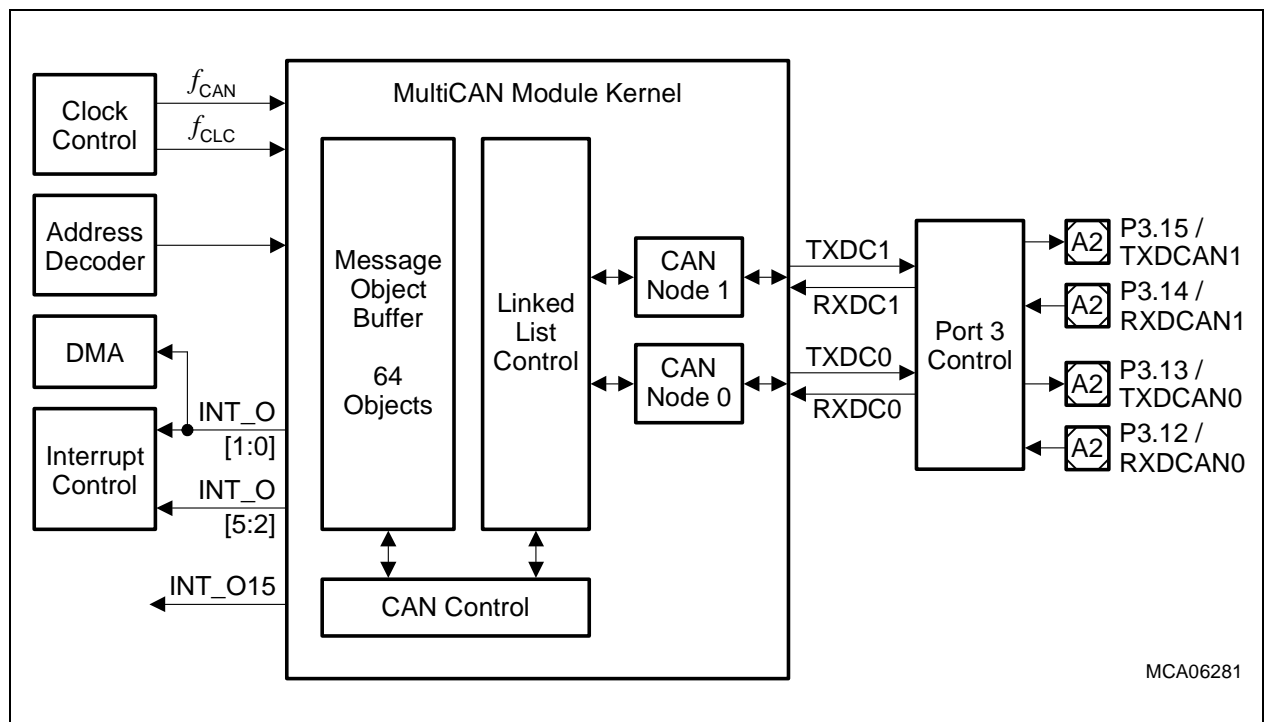 MultiCAN Module Kernel
Clock
Control
fCAN
fCLC
Address
Decoder
DMA
Interrupt
Control
INT_O
[1:0]
INT_O
[5:2]
INT_O15
Message
Object
Buffer
64
Objects
Linked
List
Control
CAN Control
CAN
Node 1
CAN
Node 0
TXDC1
RXDC1
TXDC0
RXDC0
Port 3
Control
A2
P3.15 /
TXDCAN1
A2
P3.14 /
RXDCAN1
A2
P3.13 /
TXDCAN0
A2
P3.12 /
RXDCAN0
MCA06281